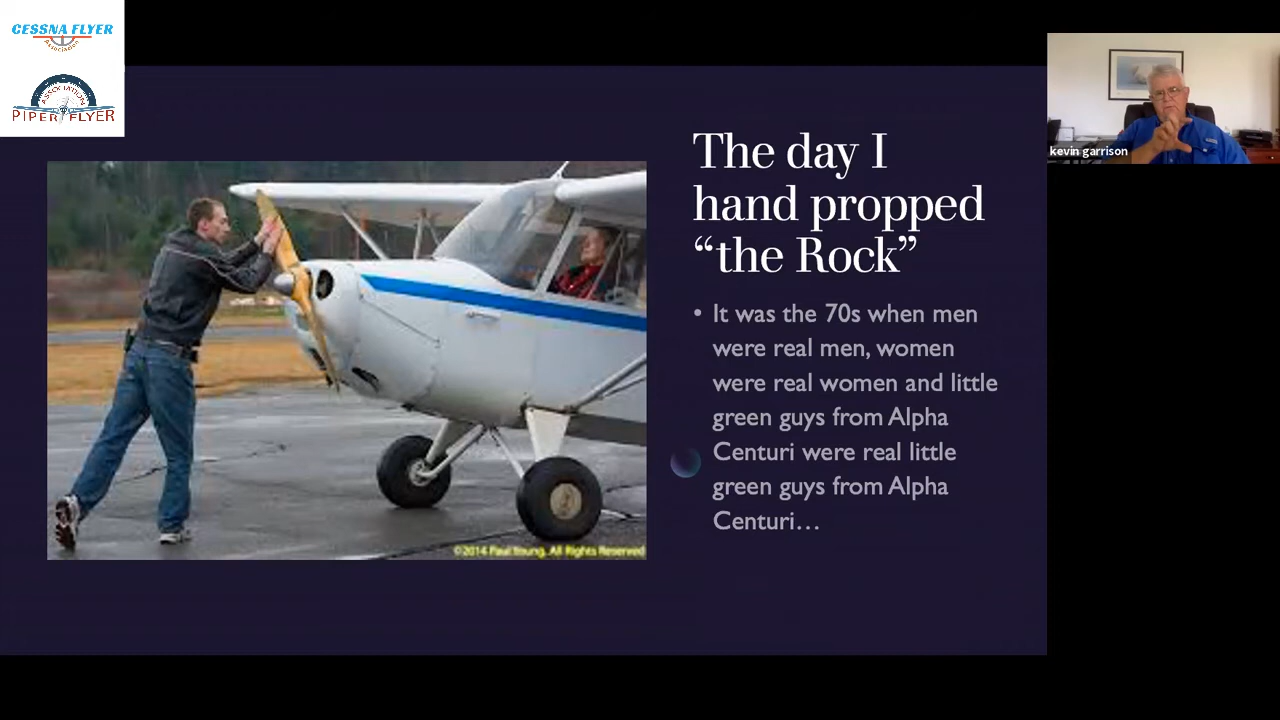 CESSNA FLYER
Association
ASSOCIATION
PIPER FLYER
kevin garrison
The day I
hand propped
“the Rock”
• It was the 70s when men
were real men, women
were real women and little
green guys from Alpha
Centuri were real little
green guys from Alpha
Centuri…
©2014 Paul Young. All Rights Reserved